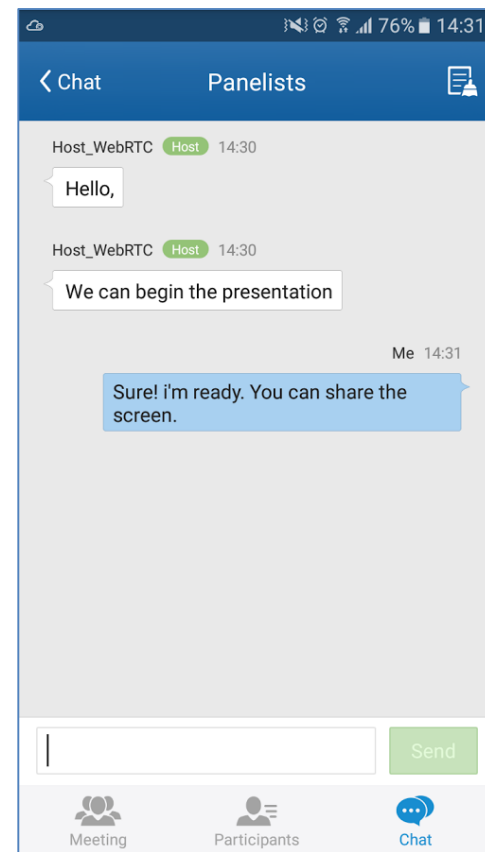 76% 14:31
Chat Panelists
Host_WebRTC Host 14:30
Hello,
Host_WebRTC Host 14:30
We can begin the presentation
Me 14:31
Sure! i'm ready. You can share the
screen.
Send
Meeting Participants Chat